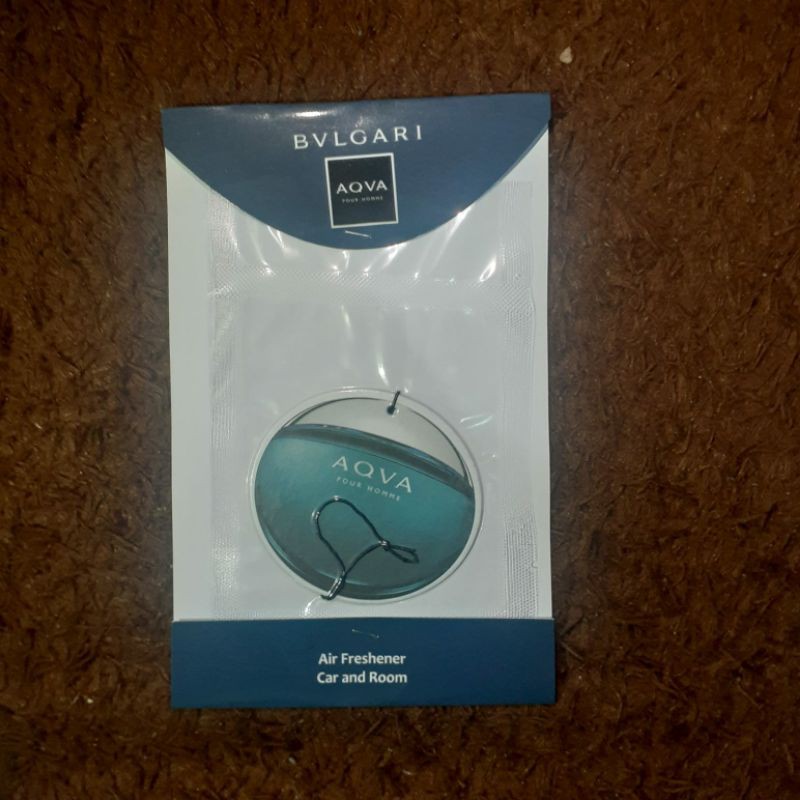 BVLGARI
AQVA
POUR HOMME
AQVA
POUR HOMME
Air Freshener
Car and Room